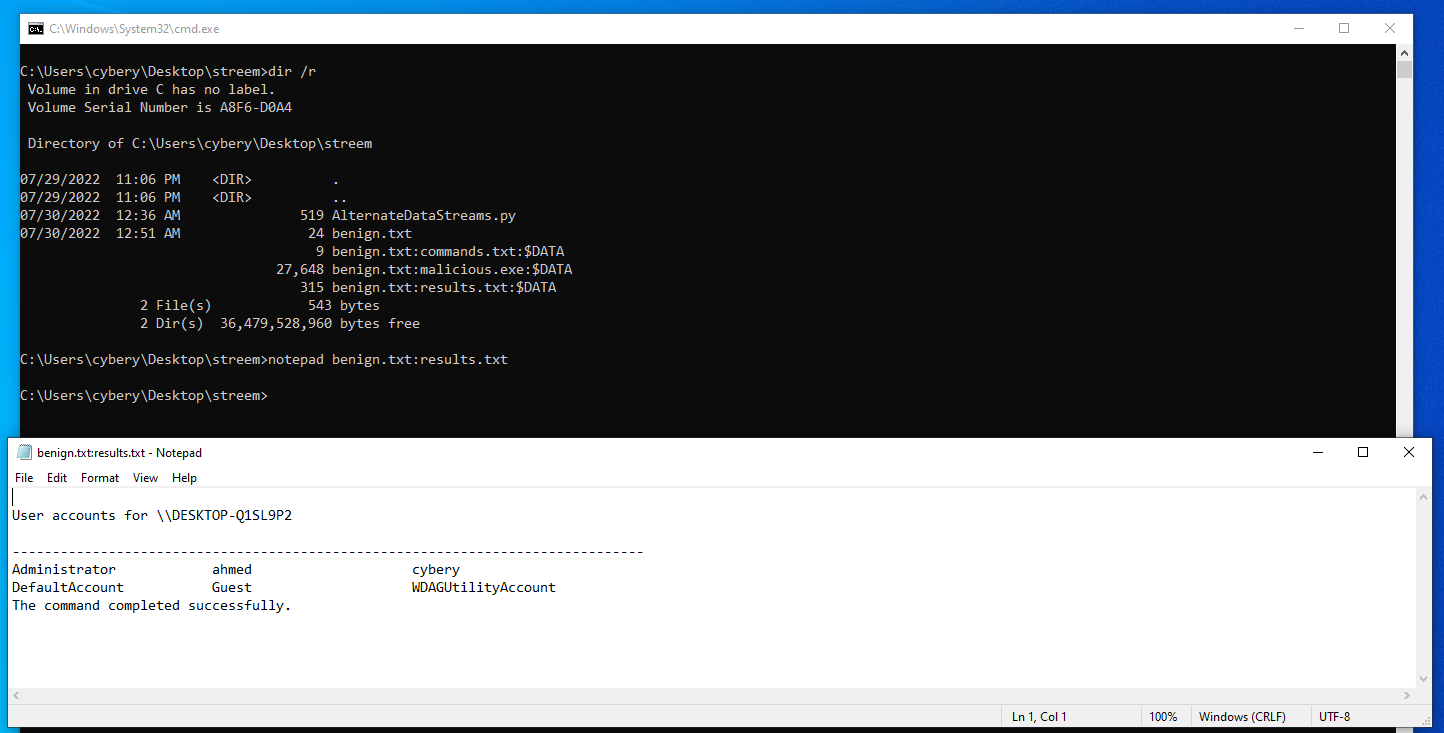 C:\Windows\System32\cmd.exe
C:\Users\cybery\Desktop\streem>dir /r
Volume in drive C has no label.
Volume Serial Number is A8F6-D0A4
Directory of C:\Users\cybery\Desktop\streem
07/29/2022  11:06 PM    <DIR>          .
07/29/2022  11:06 PM    <DIR>          ..
07/30/2022  12:36 AM               519 AlternateDataStreams.py
07/30/2022  12:51 AM                24 benign.txt
9 benign.txt:commands.txt:$DATA
27,648 benign.txt:malicious.exe:$DATA
315 benign.txt:results.txt:$DATA
2 File(s)            543 bytes
2 Dir(s)  36,479,528,960 bytes free
C:\Users\cybery\Desktop\streem>notepad benign.txt:results.txt
C:\Users\cybery\Desktop\streem>
benign.txt:results.txt - Notepad
File Edit Format View Help
User accounts for \\DESKTOP-Q1SL9P2
-------------------------------------------------------------------------------
Administrator            ahmed                    cybery
DefaultAccount           Guest                    WDAGUtilityAccount
The command completed successfully.
Ln 1, Col 1 100% Windows (CRLF) UTF-8